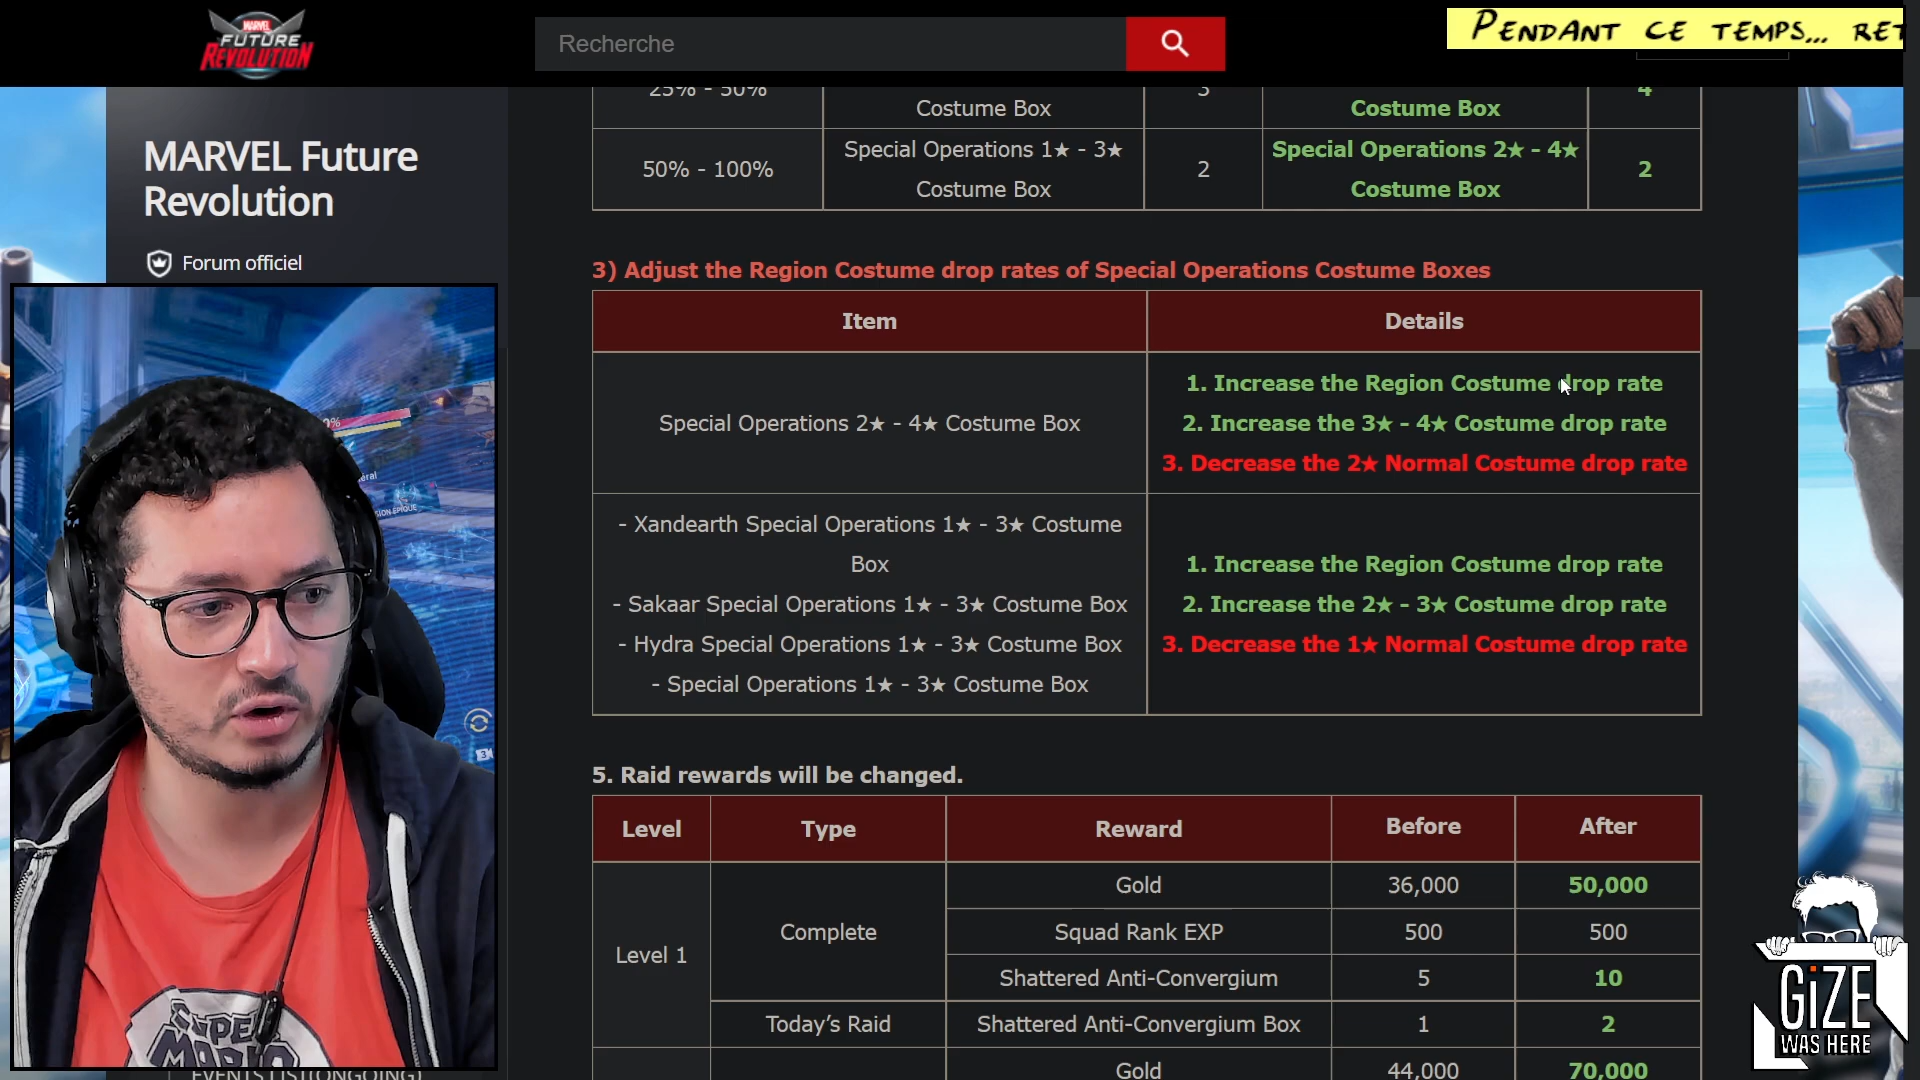 MARVEL
FUTURE
REVOLUTION
Recherche
PENDANT CE TEMPS... RET
MARVEL Future
Revolution
Forum officiel
25% - 50%
Costume Box
3
Costume Box
4
50% - 100%
Special Operations 1★ - 3★
Costume Box
2
Special Operations 2★ - 4★
Costume Box
2
3) Adjust the Region Costume drop rates of Special Operations Costume Boxes
Item
Details
Special Operations 2★ - 4★ Costume Box
1. Increase the Region Costume drop rate
2. Increase the 3★ - 4★ Costume drop rate
3. Decrease the 2★ Normal Costume drop rate
- Xandearth Special Operations 1★ - 3★ Costume
Box
- Sakaar Special Operations 1★ - 3★ Costume Box
- Hydra Special Operations 1★ - 3★ Costume Box
- Special Operations 1★ - 3★ Costume Box
1. Increase the Region Costume drop rate
2. Increase the 2★ - 3★ Costume drop rate
3. Decrease the 1★ Normal Costume drop rate
5. Raid rewards will be changed.
Level
Type
Reward
Before
After
Level 1
Complete
Gold
36,000
50,000
Squad Rank EXP
500
500
Shattered Anti-Convergium
5
10
Today's Raid
Shattered Anti-Convergium Box
1
2
Gold
44,000
70,000
SUPER
MARIO
EVENTS LIST(ONGOING)
GiZE
WAS HERE